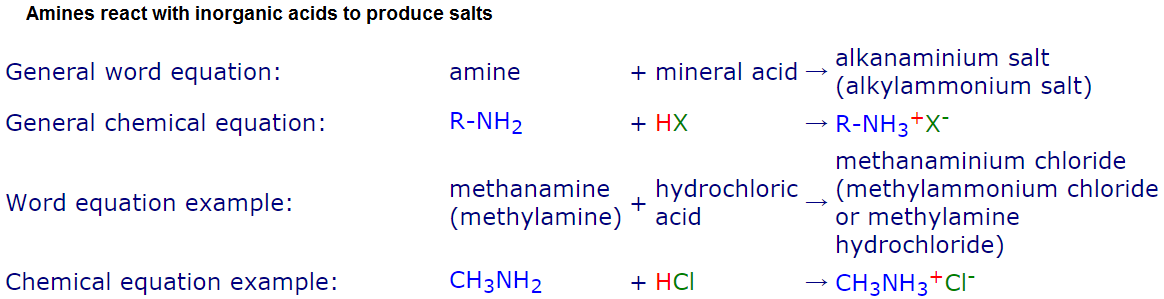 Amines react with inorganic acids to produce salts
General word equation: amine + mineral acid → alkanaminium salt
(alkylammonium salt)
General chemical equation: R-NH₂ + HX → R-NH₃⁺X⁻
Word equation example: methanamine
(methylamine) + hydrochloric
acid → methanaminium chloride
(methylammonium chloride
or methylamine
hydrochloride)
Chemical equation example: CH₃NH₂ + HCl → CH₃NH₃⁺Cl⁻